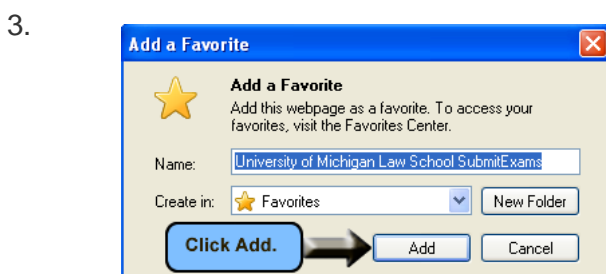 3.
Add a Favorite
Add a Favorite
Add this webpage as a favorite. To access your
favorites, visit the Favorites Center.
Name: University of Michigan Law School SubmitExams
Create in: Favorites New Folder
Click Add. Add Cancel